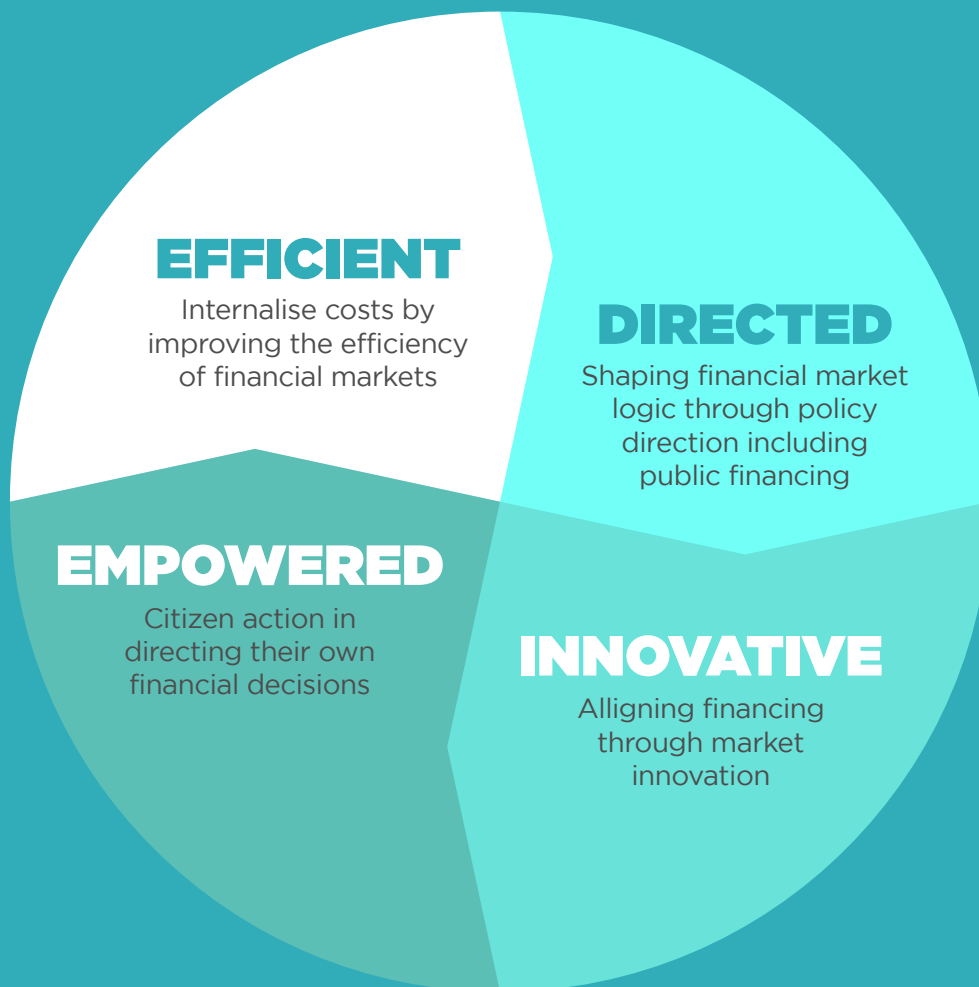 EFFICIENT
Internalise costs by
improving the efficiency
of financial markets
DIRECTED
Shaping financial market
logic through policy
direction including
public financing
EMPOWERED
Citizen action in
directing their own
financial decisions
INNOVATIVE
Alligning financing
through market
innovation